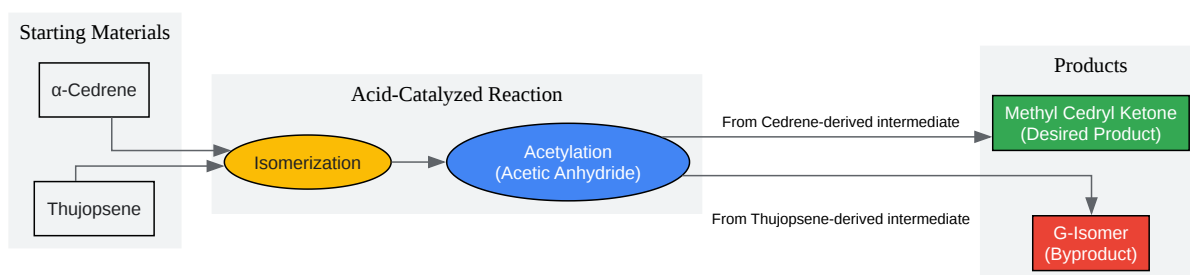 Starting Materials
α-Cedrene
Thujopsene
Acid-Catalyzed Reaction
Isomerization
Acetylation
(Acetic Anhydride)
From Cedrene-derived intermediate
From Thujopsene-derived intermediate
Products
Methyl Cedryl Ketone
(Desired Product)
G-Isomer
(Byproduct)